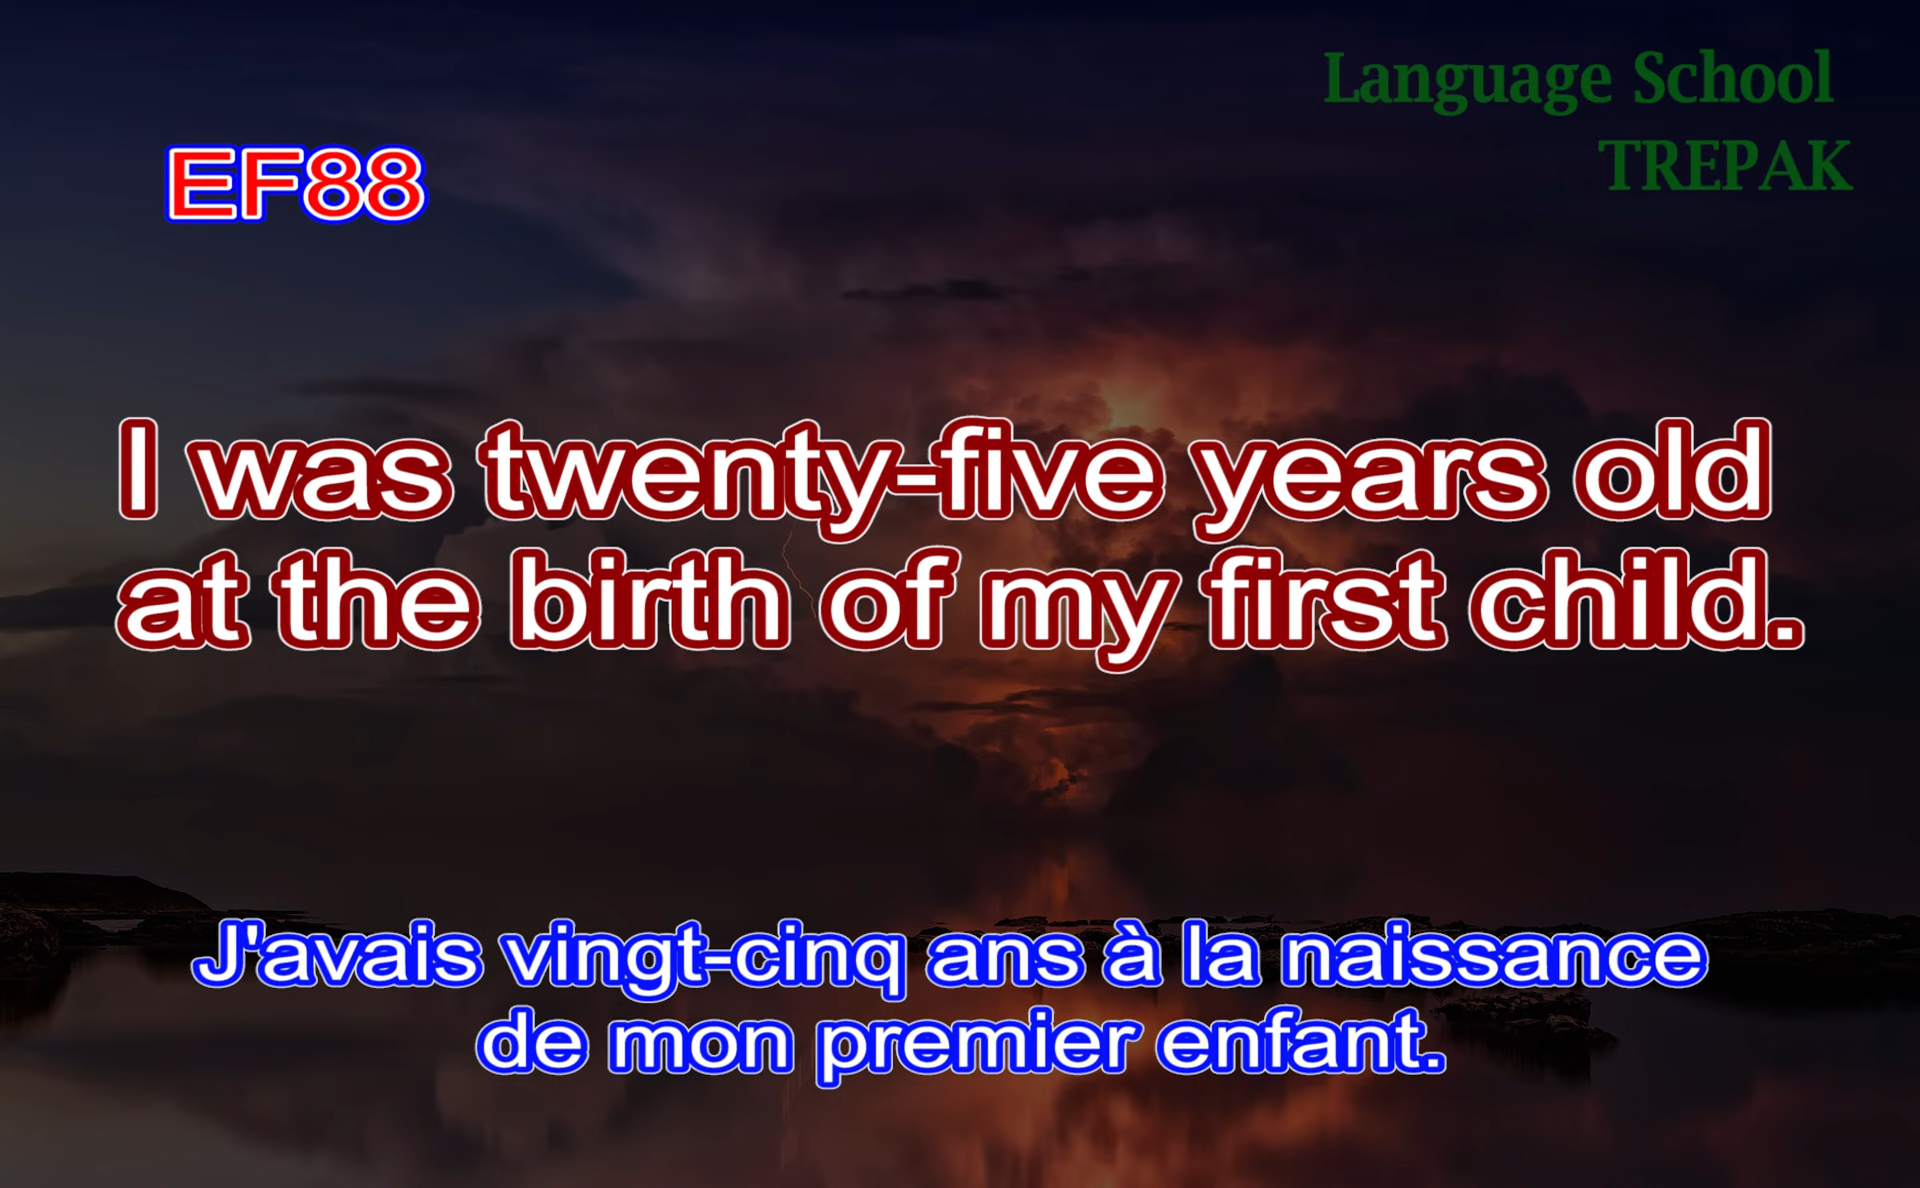 Language School
TREPAK
EF88
I was twenty-five years old
at the birth of my first child.
J'avais vingt-cinq ans à la naissance
de mon premier enfant.